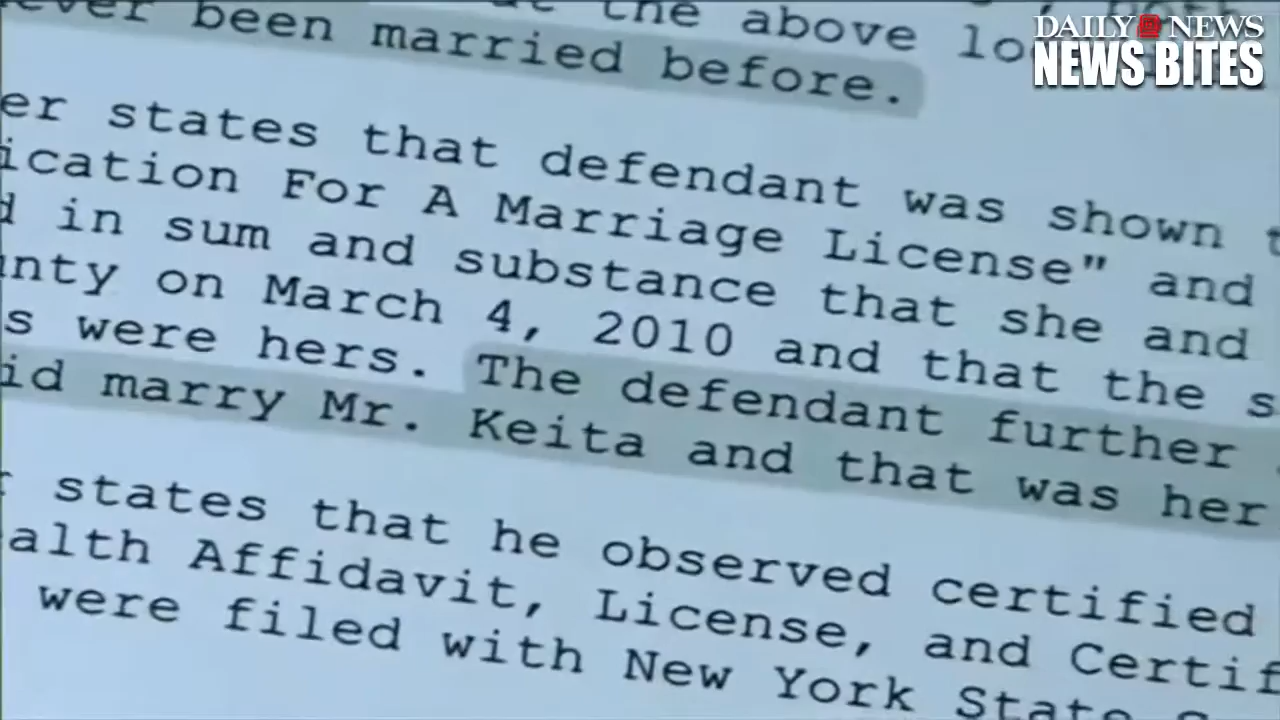 DAILY NEWS
NEWS BITES
the above
been married before.
er states that defendant was shown
ication For A Marriage License" and
in sum and substance that she and
nty on March 4, 2010 and that the s
s were hers. The defendant further
id marry Mr. Keita and that was her
states that he observed certified
alth Affidavit, License, and Certif
were filed with New York State